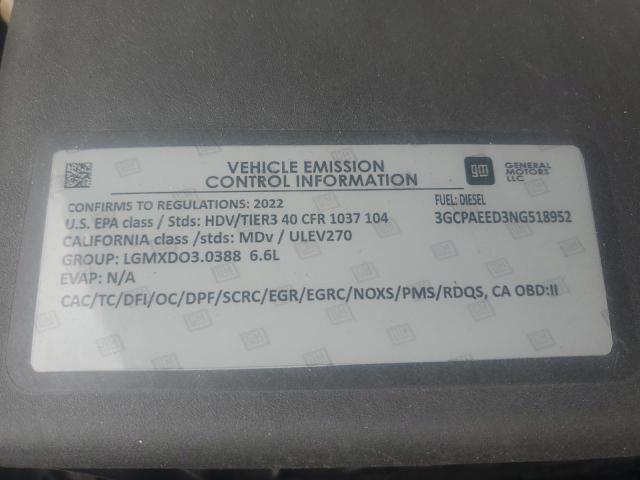 VEHICLE EMISSION
CONTROL INFORMATION
gm
GENERAL
MOTORS
LLC
CONFIRMS TO REGULATIONS: 2022
FUEL: DIESEL
U.S. EPA class / Stds: HDV/TIER3 40 CFR 1037 104
3GCPAEED3NG518952
CALIFORNIA class /stds: MDv / ULEV270
GROUP: LGMXDO3.0388 6.6L
EVAP: N/A
CAC/TC/DFI/OC/DPF/SCRC/EGR/EGRC/NOXS/PMS/RDQS, CA OBD:II